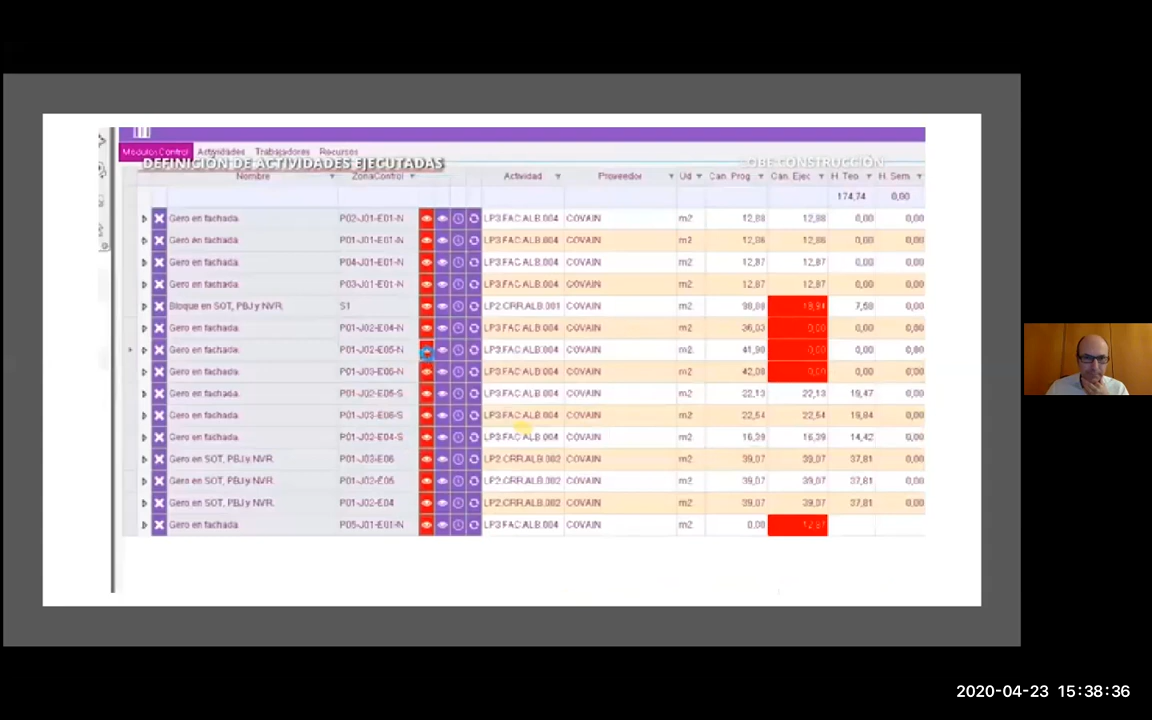 Modulos Control Actividades Trabajadores Recursos
DEFINICIÓN DE ACTIVIDADES EJECUTADAS OBE CONSTRUCCIÓN
Nombre ZonaControl Actividad Proveedor Ud Can. Prog Can. Ejec H. Teo H. Sem
174,74 0,00
Gero en fachada. P02-J01-E01-N LP3.FAC.ALB.004 COVAIN m2 12,88 12,88 0,00 0,00
Gero en fachada. P01-J01-E01-N LP3.FAC.ALB.004 COVAIN m2 12,86 12,86 0,00 0,00
Gero en fachada. P04-J01-E01-N LP3.FAC.ALB.004 COVAIN m2 12,87 12,87 0,00 0,00
Gero en fachada. P03-J01-E01-N LP3.FAC.ALB.004 COVAIN m2 12,87 12,87 0,00 0,00
Bloque en SOT, PBJ y NVR. S1 LP2.CRR.ALB.001 COVAIN m2 7,58 0,00
Gero en fachada. P01-J02-E04-N LP3.FAC.ALB.004 COVAIN m2 36,03 0,00 0,00 0,00
Gero en fachada. P01-J02-E05-N LP3.FAC.ALB.004 COVAIN m2 41,90 0,00 0,00
Gero en fachada. P01-J03-E06-N LP3.FAC.ALB.004 COVAIN m2 42,08 0,00 0,00 0,00
Gero en fachada. P01-J02-E05-S LP3.FAC.ALB.004 COVAIN m2 22,13 22,13 19,47 0,00
Gero en fachada. P01-J03-E06-S LP3.FAC.ALB.004 COVAIN m2 22,54 22,54 19,84 0,00
Gero en fachada. P01-J02-E04-S LP3.FAC.ALB.004 COVAIN m2 16,39 16,39 14,42 0,00
Gero en SOT, PBJ y NVR. P01-J03-E06 LP2.CRR.ALB.002 COVAIN m2 39,07 39,07 37,81 0,00
Gero en SOT, PBJ y NVR. P01-J02-E05 LP2.CRR.ALB.002 COVAIN m2 39,07 39,07 37,81 0,00
Gero en SOT, PBJ y NVR. P01-J02-E04 LP2.CRR.ALB.002 COVAIN m2 39,07 39,07 37,81 0,00
Gero en fachada. P05-J01-E01-N LP3.FAC.ALB.004 COVAIN m2 0,00 12,87
2020-04-23 15:38:36